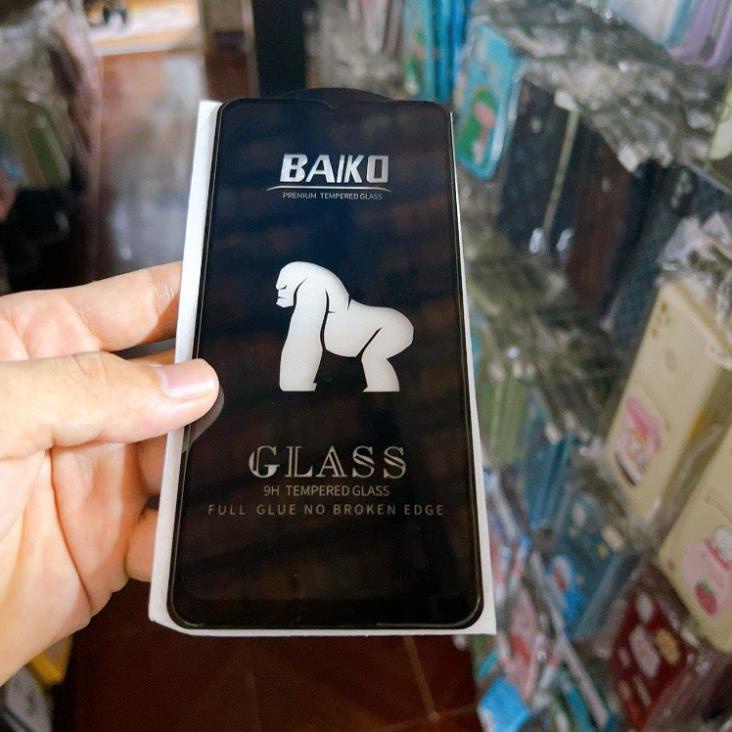 BAIKO
PREMIUM TEMPERED GLASS
GLASS
9H TEMPERED GLASS
FULL GLUE NO BROKEN EDGE